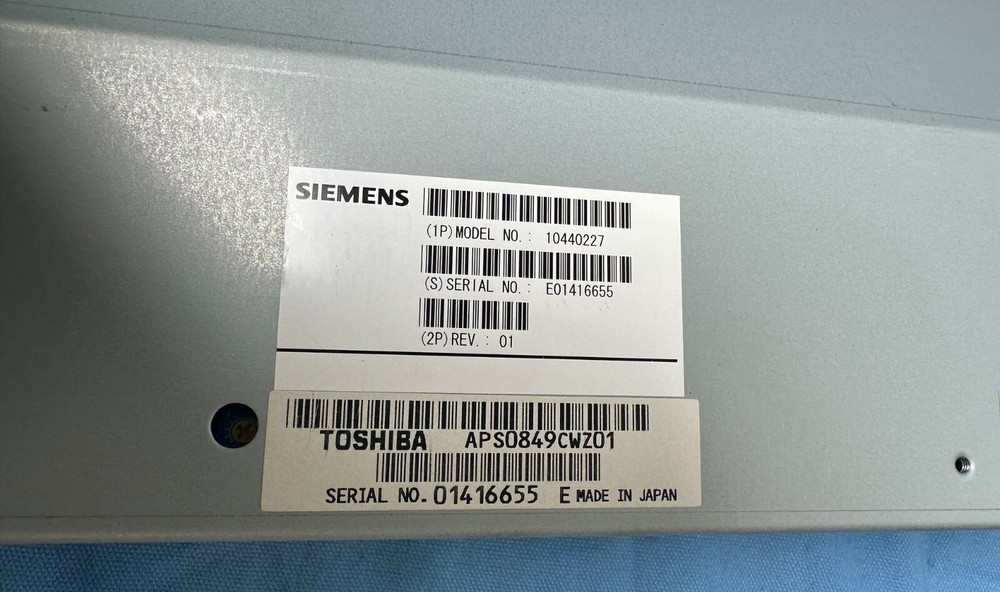 SIEMENS
(1P)MODEL NO.: 10440227
(S)SERIAL NO.: E01416655
(2P)REV.: 01
TOSHIBA APS0849CWZ01
SERIAL NO. 01416655 E MADE IN JAPAN